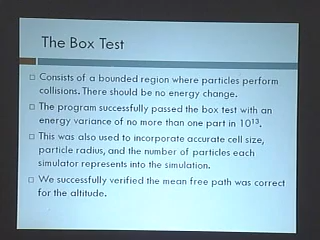 The Box Test
□ Consists of a bounded region where particles perform
collisions. There should be no energy change.
□ The program successfully passed the box test with an
energy variance of no more than one part in 10¹³.
□ This was also used to incorporate accurate cell size,
particle radius, and the number of particles each
simulator represents into the simulation.
□ We successfully verified the mean free path was correct
for the altitude.